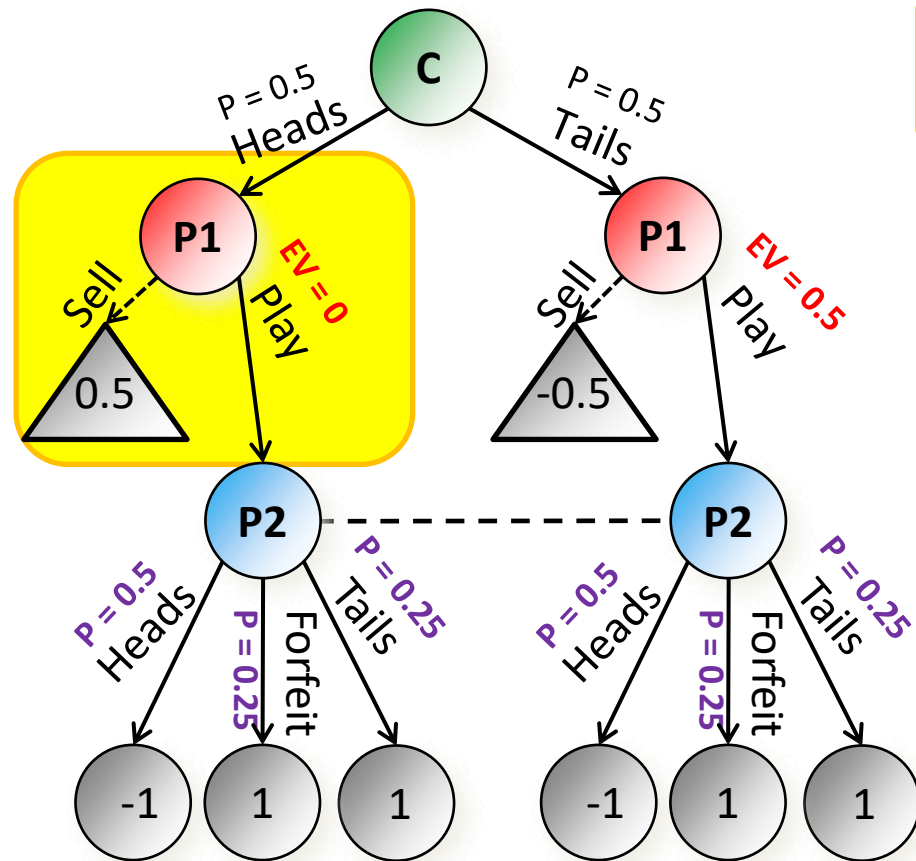 C
P = 0.5
Heads
P = 0.5
Tails
P1
Sell
EV = 0
Play
0.5
P1
Sell
EV = 0.5
Play
-0.5
P2
P2
P = 0.5
Heads
P = 0.25
Forfeit
P = 0.25
Tails
P = 0.5
Heads
P = 0.25
Forfeit
P = 0.25
Tails
-1
1
1
-1
1
1